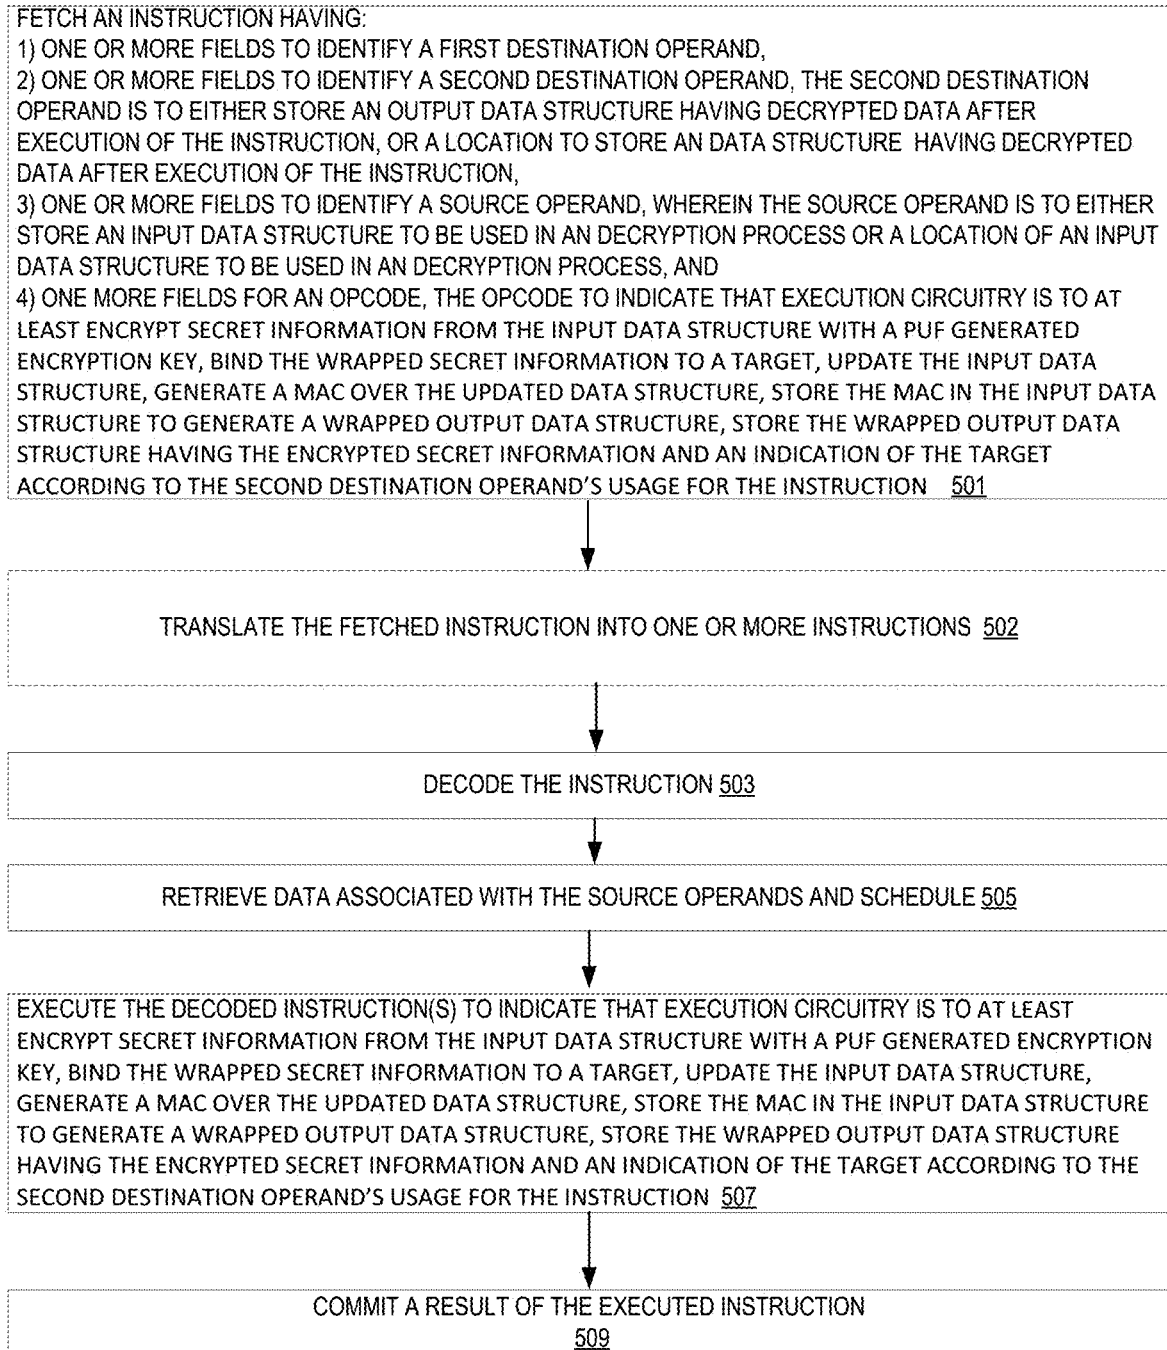 FETCH AN INSTRUCTION HAVING:
1) ONE OR MORE FIELDS TO IDENTIFY A FIRST DESTINATION OPERAND,
2) ONE OR MORE FIELDS TO IDENTIFY A SECOND DESTINATION OPERAND, THE SECOND DESTINATION
OPERAND IS TO EITHER STORE AN OUTPUT DATA STRUCTURE HAVING DECRYPTED DATA AFTER
EXECUTION OF THE INSTRUCTION, OR A LOCATION TO STORE AN DATA STRUCTURE HAVING DECRYPTED
DATA AFTER EXECUTION OF THE INSTRUCTION,
3) ONE OR MORE FIELDS TO IDENTIFY A SOURCE OPERAND, WHEREIN THE SOURCE OPERAND IS TO EITHER
STORE AN INPUT DATA STRUCTURE TO BE USED IN AN DECRYPTION PROCESS OR A LOCATION OF AN INPUT
DATA STRUCTURE TO BE USED IN AN DECRYPTION PROCESS, AND
4) ONE MORE FIELDS FOR AN OPCODE, THE OPCODE TO INDICATE THAT EXECUTION CIRCUITRY IS TO AT
LEAST ENCRYPT SECRET INFORMATION FROM THE INPUT DATA STRUCTURE WITH A PUF GENERATED
ENCRYPTION KEY, BIND THE WRAPPED SECRET INFORMATION TO A TARGET, UPDATE THE INPUT DATA
STRUCTURE, GENERATE A MAC OVER THE UPDATED DATA STRUCTURE, STORE THE MAC IN THE INPUT DATA
STRUCTURE TO GENERATE A WRAPPED OUTPUT DATA STRUCTURE, STORE THE WRAPPED OUTPUT DATA
STRUCTURE HAVING THE ENCRYPTED SECRET INFORMATION AND AN INDICATION OF THE TARGET
ACCORDING TO THE SECOND DESTINATION OPERAND'S USAGE FOR THE INSTRUCTION 501
TRANSLATE THE FETCHED INSTRUCTION INTO ONE OR MORE INSTRUCTIONS 502
DECODE THE INSTRUCTION 503
RETRIEVE DATA ASSOCIATED WITH THE SOURCE OPERANDS AND SCHEDULE 505
EXECUTE THE DECODED INSTRUCTION(S) TO INDICATE THAT EXECUTION CIRCUITRY IS TO AT LEAST
ENCRYPT SECRET INFORMATION FROM THE INPUT DATA STRUCTURE WITH A PUF GENERATED ENCRYPTION
KEY, BIND THE WRAPPED SECRET INFORMATION TO A TARGET, UPDATE THE INPUT DATA STRUCTURE,
GENERATE A MAC OVER THE UPDATED DATA STRUCTURE, STORE THE MAC IN THE INPUT DATA STRUCTURE
TO GENERATE A WRAPPED OUTPUT DATA STRUCTURE, STORE THE WRAPPED OUTPUT DATA STRUCTURE
HAVING THE ENCRYPTED SECRET INFORMATION AND AN INDICATION OF THE TARGET ACCORDING TO THE
SECOND DESTINATION OPERAND'S USAGE FOR THE INSTRUCTION 507
COMMIT A RESULT OF THE EXECUTED INSTRUCTION
509